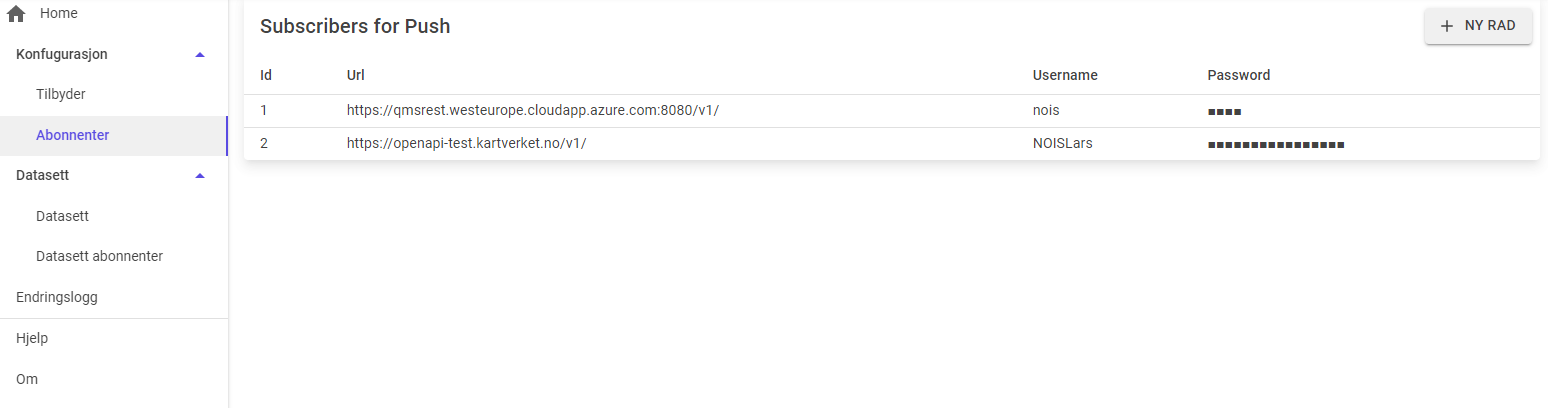 Home
Konfugurasjon
Tilbyder
Abonnenter
Datasett
Datasett
Datasett abonnenter
Endringslogg
Hjelp
Om
Subscribers for Push
NY RAD
Id Url Username Password
1 https://qmsrest.westeurope.cloudapp.azure.com:8080/v1/ nois ▪▪▪▪
2 https://openapi-test.kartverket.no/v1/ NOISLars ▪▪▪▪▪▪▪▪▪▪▪▪▪▪▪▪